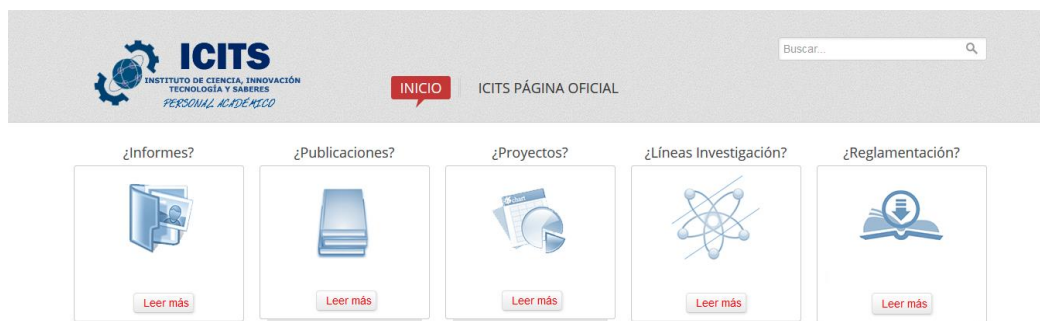 ICITS
INSTITUTO DE CIENCIA, INNOVACIÓN
TECNOLOGÍA Y SABERES
PERSONAL ACADÉMICO
Buscar...
INICIO
ICITS PÁGINA OFICIAL
¿Informes?
¿Publicaciones?
¿Proyectos?
¿Líneas Investigación?
¿Reglamentación?
chart
Leer más
Leer más
Leer más
Leer más
Leer más